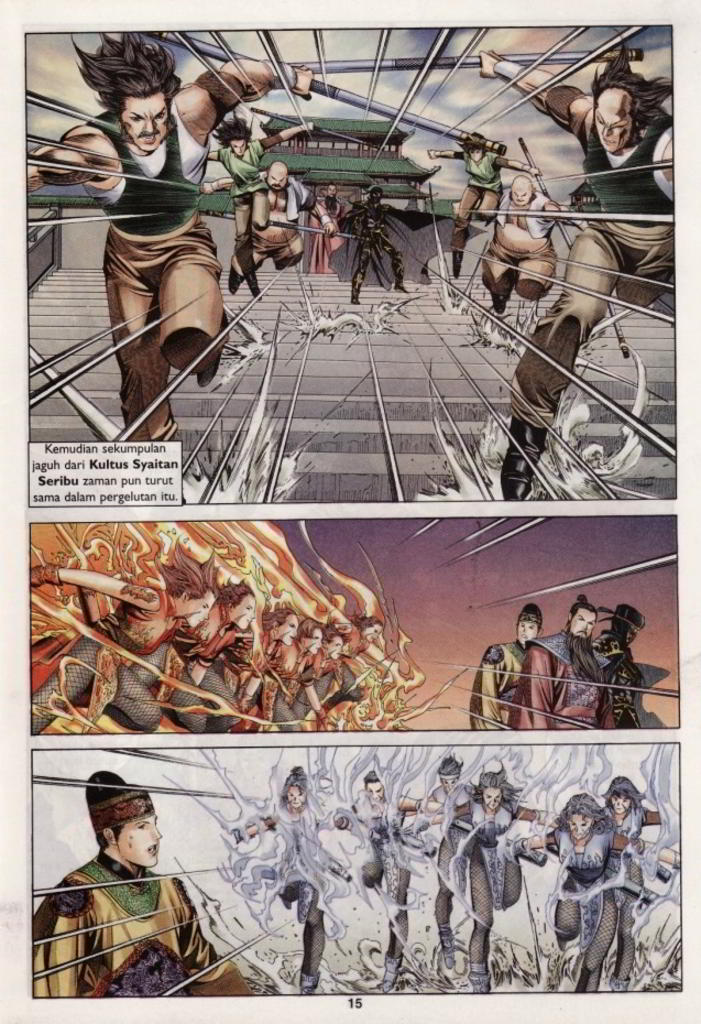 Kemudian sekumpulan
jaguh dari Kultus Syaitan
Seribu zaman pun turut
sama dalam pergelutan itu.
15